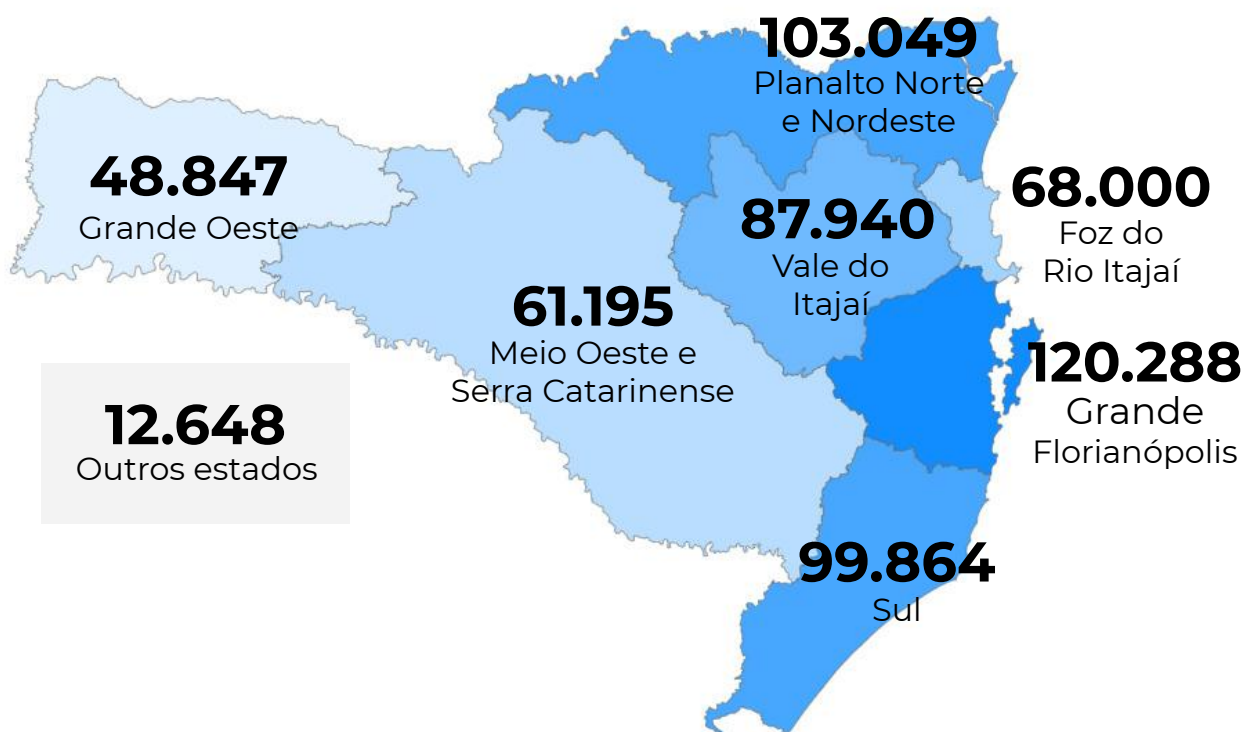 103.049
Planalto Norte
e Nordeste
48.847
Grande Oeste
68.000
Foz do
Rio Itajaí
87.940
Vale do
Itajaí
61.195
Meio Oeste e
Serra Catarinense
120.288
Grande
Florianópolis
12.648
Outros estados
99.864
Sul